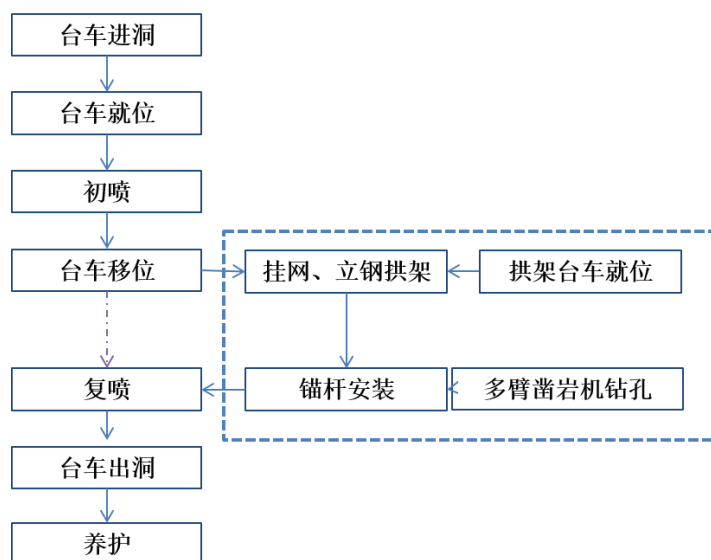 台车进洞
台车就位
初喷
台车移位
挂网、立钢拱架
拱架台车就位
复喷
锚杆安装
多臂凿岩机钻孔
台车出洞
养护